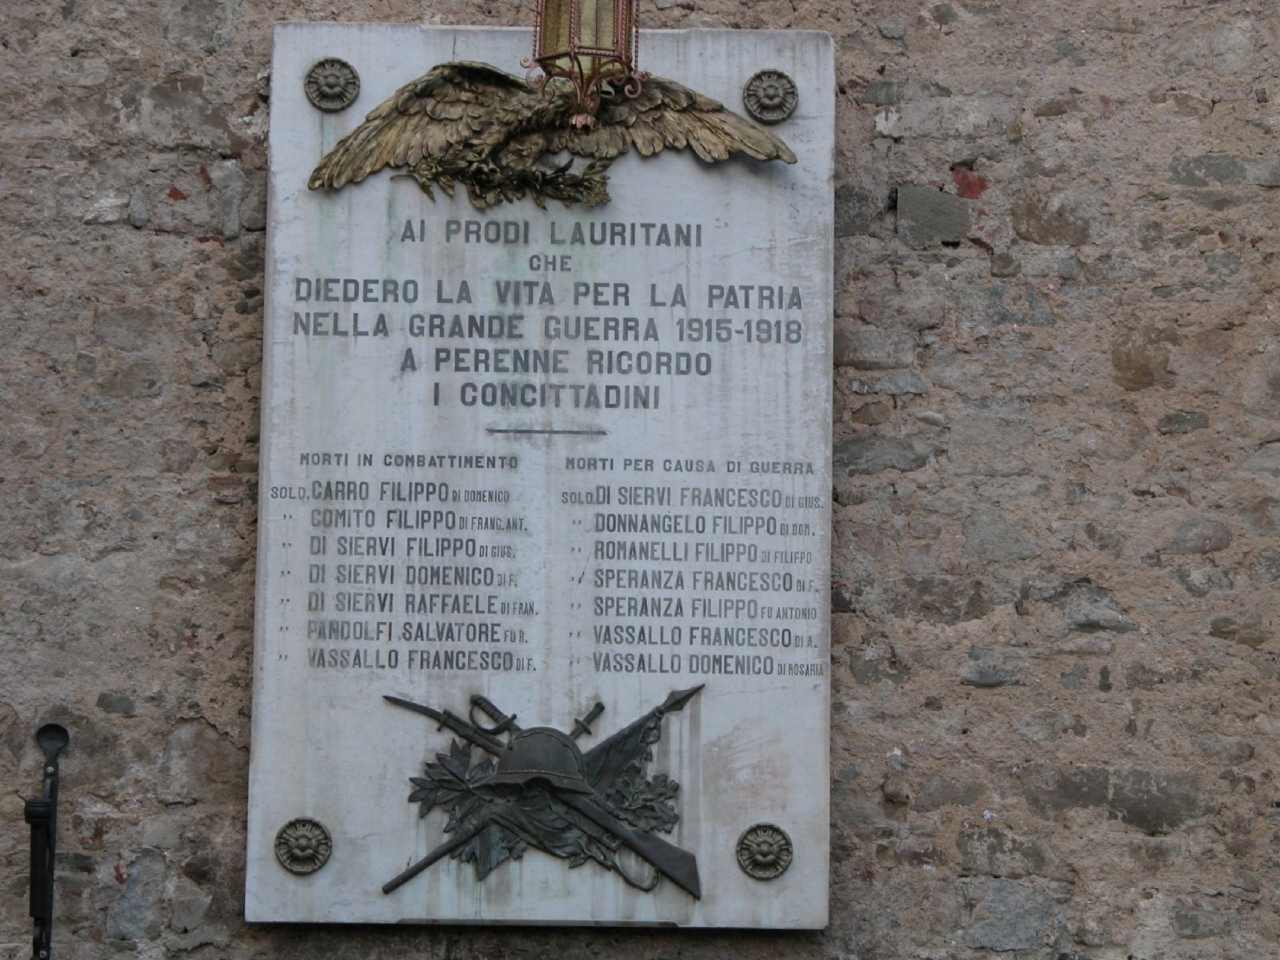 AI PRODI LAURITANI
CHE
DIEDERO LA VITA PER LA PATRIA
NELLA GRANDE GUERRA 1915-1918
A PERENNE RICORDO
I CONCITTADINI
MORTI IN COMBATTIMENTO
SOLD. CARRO FILIPPO DI DOMENICO
" COMITO FILIPPO DI FRANC. ANT.
" DI SIERVI FILIPPO DI GIUS.
" DI SIERVI DOMENICO DI F.
" DI SIERVI RAFFAELE DI FRAN.
" PANDOLFI SALVATORE FU R.
" VASSALLO FRANCESCO DI F.
MORTI PER CAUSA DI GUERRA
SOLD. DI SIERVI FRANCESCO DI GIUS.
" DONNANGELO FILIPPO DI DOM.
" ROMANELLI FILIPPO DI FILIPPO
" SPERANZA FRANCESCO DI F.
" SPERANZA FILIPPO FU ANTONIO
" VASSALLO FRANCESCO DI A.
" VASSALLO DOMENICO DI ROSARIA